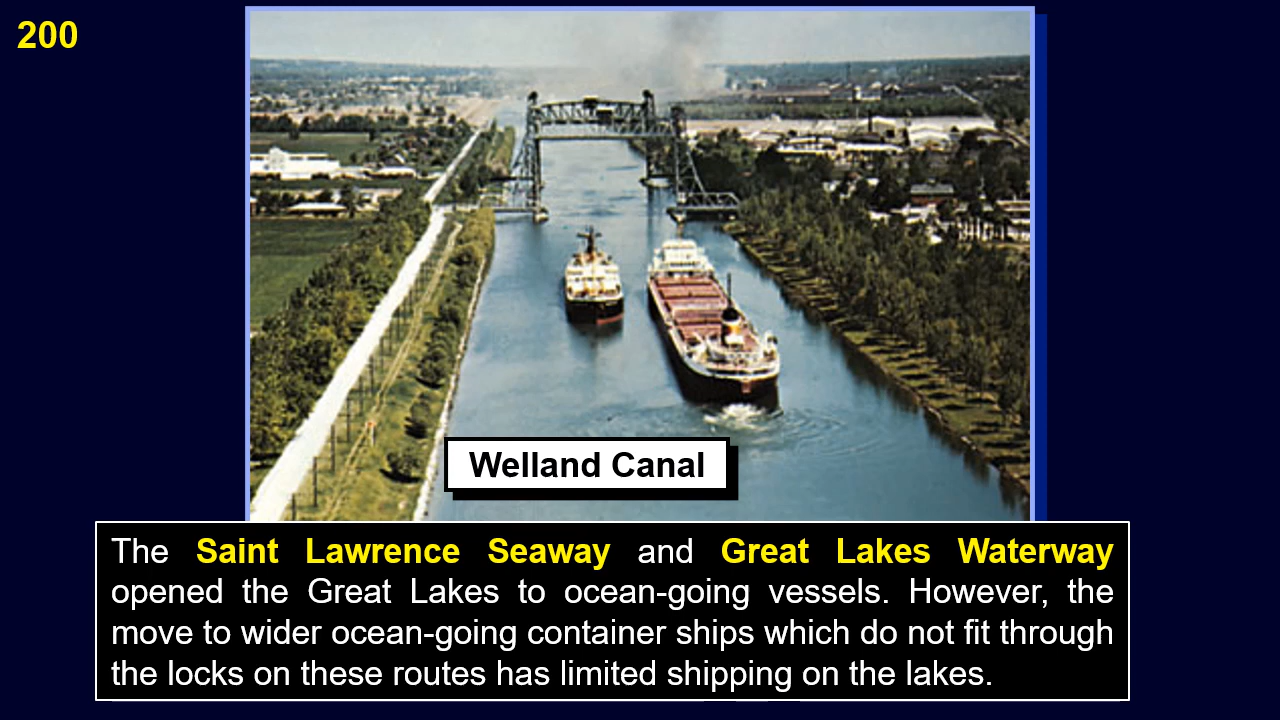 200
Welland Canal
The Saint Lawrence Seaway and Great Lakes Waterway
opened the Great Lakes to ocean-going vessels. However, the
move to wider ocean-going container ships which do not fit through
the locks on these routes has limited shipping on the lakes.